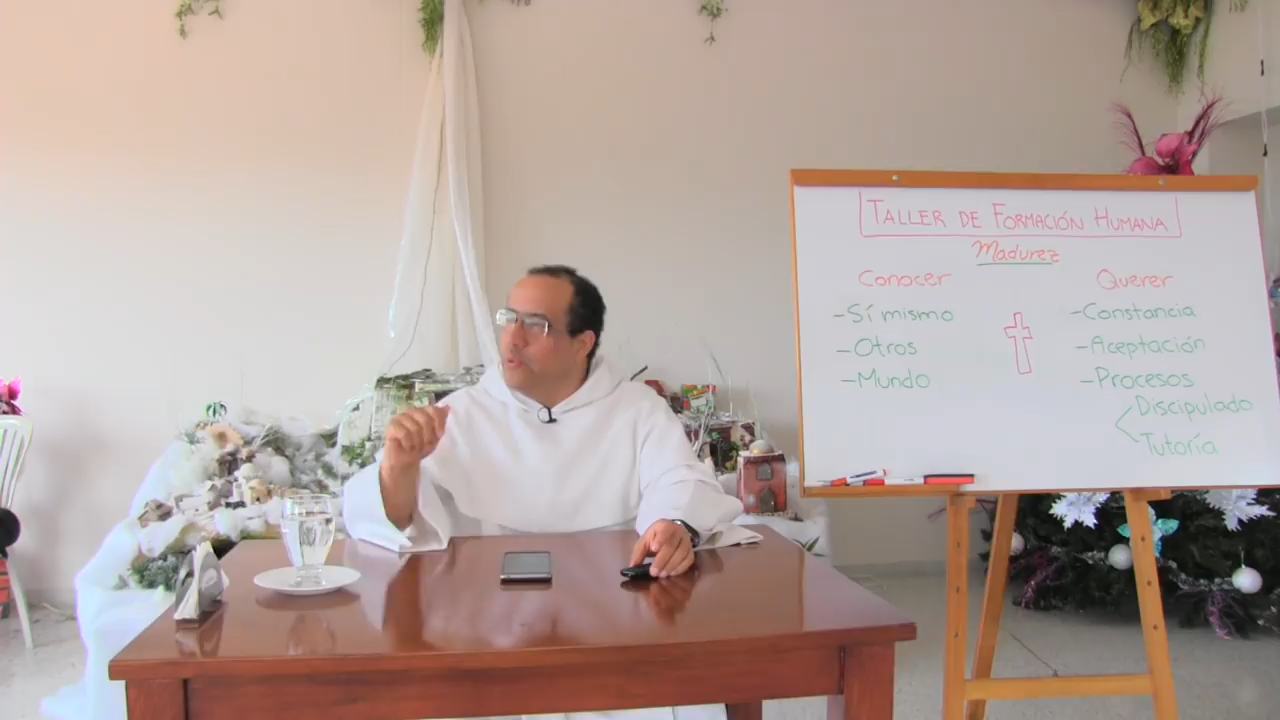 TALLER DE FORMACIÓN HUMANA
Madurez
Conocer
-Sí mismo
-Otros
-Mundo
Querer
-Constancia
-Aceptación
-Procesos
Discipulado
Tutoría